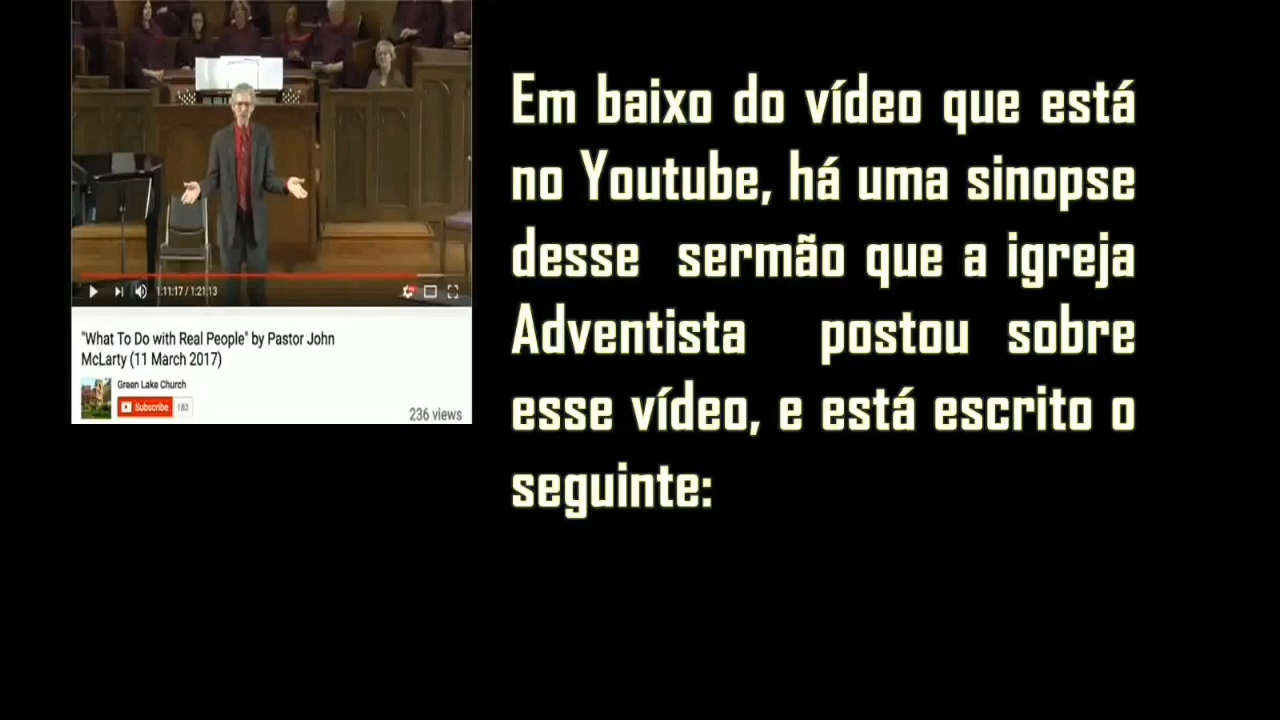 1:11:17 / 1:21:13
"What To Do with Real People" by Pastor John
McLarty (11 March 2017)
Green Lake Church
Subscribe 182
236 views
Em baixo do vídeo que está
no Youtube, há uma sinopse
desse sermão que a igreja
Adventista postou sobre
esse vídeo, e está escrito o
seguinte: